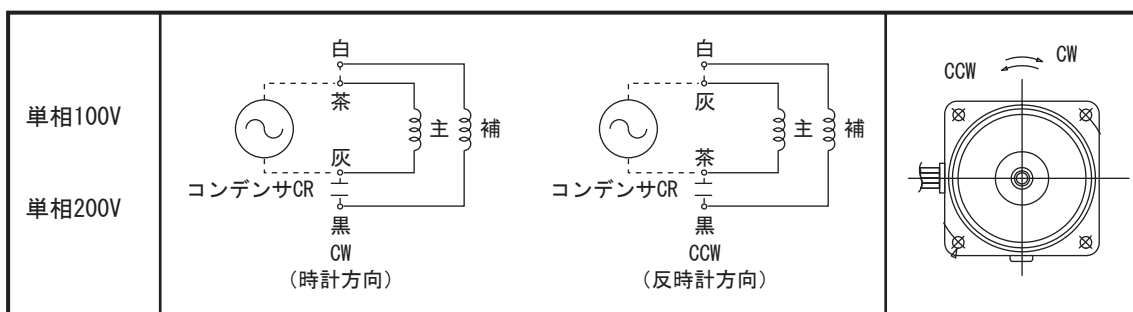 単相100V
単相200V
白
茶
主
補
灰
コンデンサCR
黒
CW
(時計方向)
白
灰
主
補
茶
コンデンサCR
黒
CCW
(反時計方向)
CCW
CW